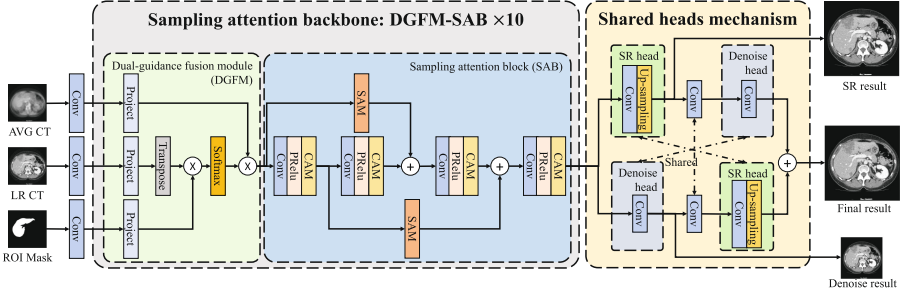 Sampling attention backbone: DGFM-SAB ×10
Shared heads mechanism
Dual-guidance fusion module
(DGFM)
Sampling attention block (SAB)
AVG CT
LR CT
ROI Mask
Conv
Conv
Conv
Project
Project
Project
Transpose
X
Softmax
X
SAM
Conv
PRelu
CAM
Conv
PRelu
CAM
+
Conv
PRelu
CAM
+
Conv
PRelu
CAM
SAM
SR head
Conv
Up-sampling
Conv
Denoise
head
Conv
Shared
Denoise
head
Conv
Conv
SR head
Conv
Up-sampling
+
SR result
Final result
Denoise result